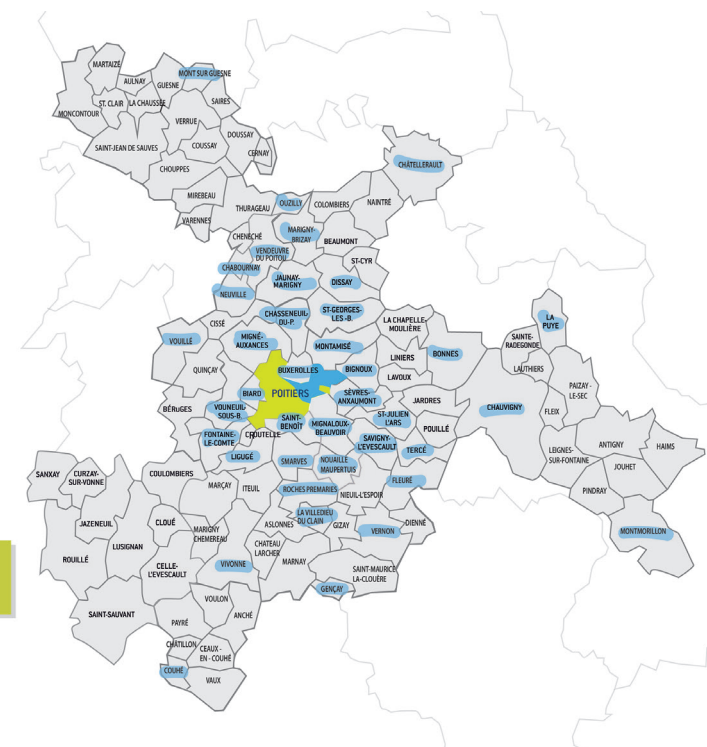 MARTAIZÉ
AULNAY
MONT SUR GUESNE
GUESNE
ST. CLAIR
LA CHAUSSÉE
SAIRES
MONCONTOUR
VERRUE
DOUSSAY
SAINT-JEAN DE SAUVES
COUSSAY
CERNAY
CHOUPPES
CHÂTELLERAULT
MIREBEAU
THURAGEAU
OUZILLY
COLOMBIERS
NAINTRÉ
VARENNES
CHENECHÉ
MARIGNY-
BRIZAY
BEAUMONT
VENDEUVRE
DU POITOU
ST-CYR
CHABOURNAY
JAUNAY-
MARIGNY
DISSAY
NEUVILLE
CHASSENEUIL-
DU-P.
ST-GEORGES-
LES -B.
CISSÉ
LA CHAPELLE-
MOULIÈRE
LA
PUYE
VOUILLÉ
MIGNÉ-
AUXANCES
MONTAMISÉ
SAINTE-
RADEGONDE
LINIERS
BONNES
QUINÇAY
BUXEROLLES
BIGNOUX
LAVOUX
LAUTHIERS
PAIZAY -
LE-SEC
BIARD
POITIERS
SÈVRES-
ANXAUMONT
JARDRES
CHAUVIGNY
FLEIX
BÉRUGES
VOUNEUIL-
SOUS-B.
SAINT-
BENOÎT
MIGNALOUX-
BEAUVOIR
ST-JULIEN
L'ARS
POUILLÉ
FONTAINE-
LE-COMTE
CROUTELLE
SAVIGNY-
L'EVESCAULT
TERCÉ
LEIGNES-
SUR-FONTAINE
ANTIGNY
HAIMS
LIGUGÉ
SMARVES
NOUAILLE
MAUPERTUIS
JOUHET
SANXAY
CURZAY-
SUR-VONNE
COULOMBIERS
MARÇAY
ITEUIL
ROCHES PREMARIES
NIEUIL-L'ESPOIR
FLEURÉ
PINDRAY
JAZENEUIL
CLOUÉ
MARIGNY
CHEMEREAU
ASLONNES
LA VILLEDIEU
DU CLAIN
GIZAY
VERNON
DIENNÉ
MONTMORILLON
ROUILLÉ
LUSIGNAN
CELLE-
L'EVESCAULT
VIVONNE
CHATEAU
LARCHER
MARNAY
SAINT-MAURICE
LA-CLOUÈRE
GENÇAY
SAINT-SAUVANT
PAYRÉ
VOULON
ANCHÉ
CHÂTILLON
CEAUX -
EN - COUHÉ
COUHÉ
VAUX